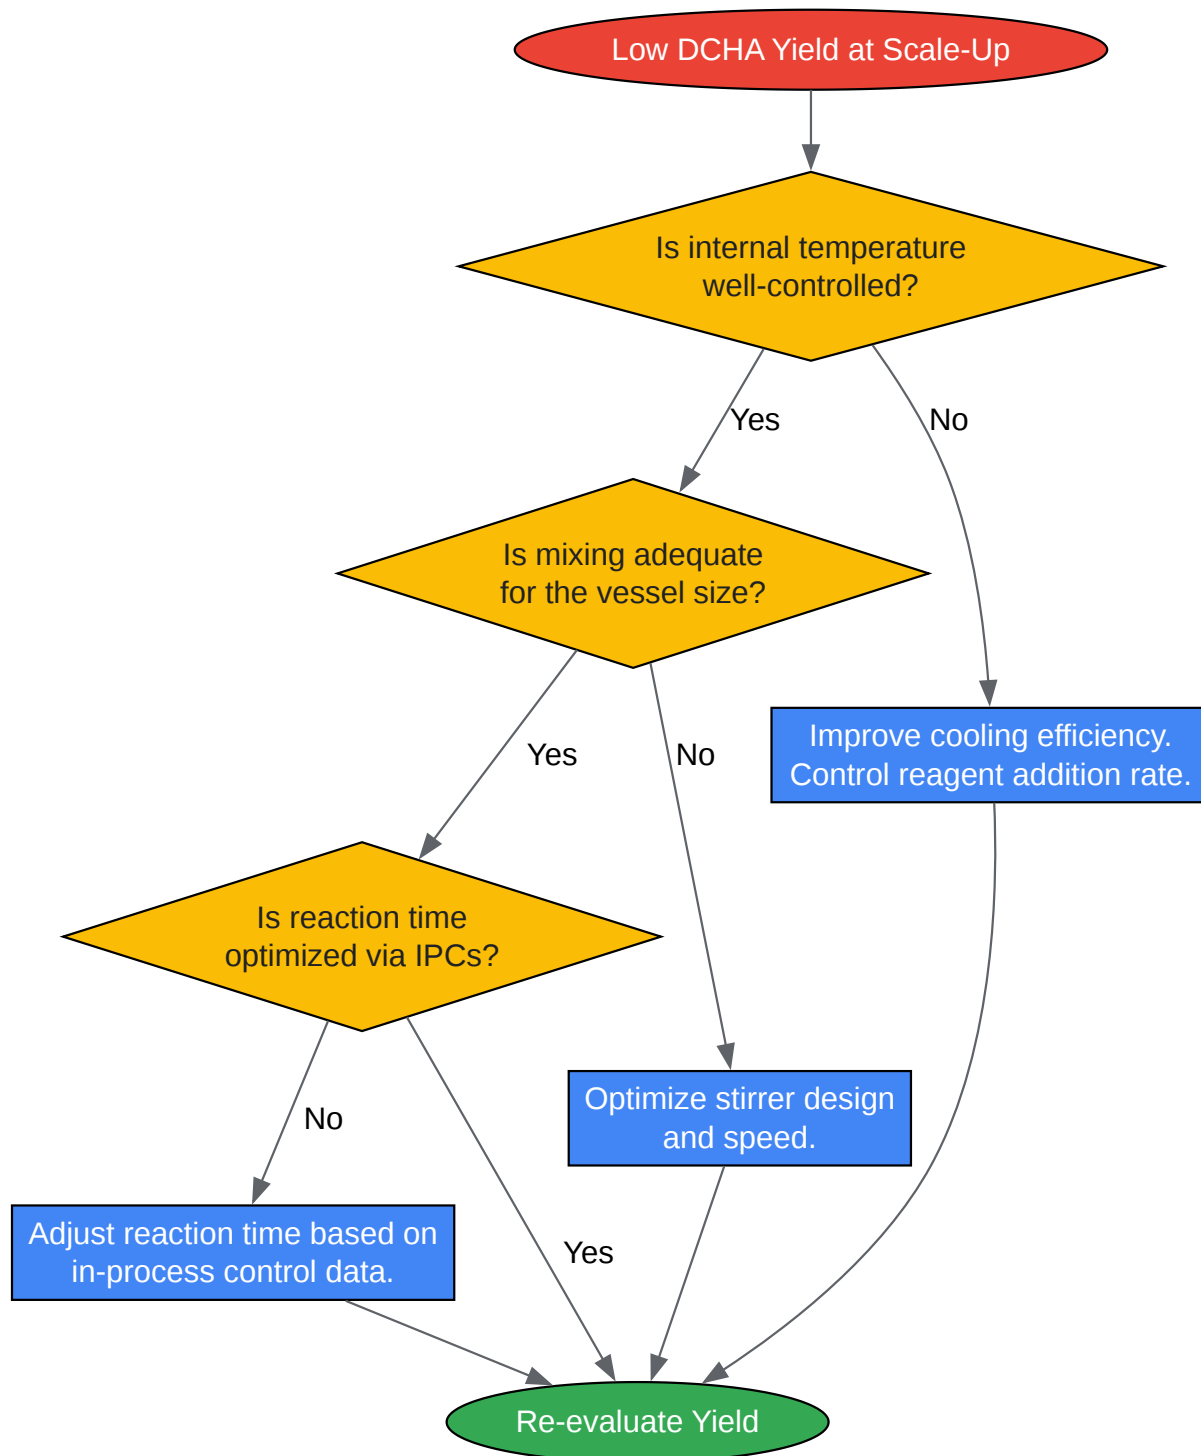 Low DCHA Yield at Scale-Up
Is internal temperature
well-controlled?
Yes
No
Is mixing adequate
for the vessel size?
Improve cooling efficiency.
Control reagent addition rate.
Yes
No
Is reaction time
optimized via IPCs?
Optimize stirrer design
and speed.
No
Adjust reaction time based on
in-process control data.
Yes
Re-evaluate Yield